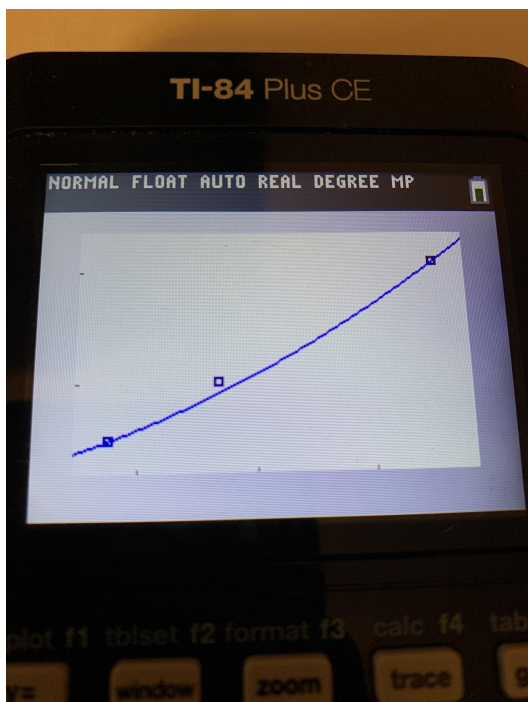 TI-84 Plus CE
NORMAL FLOAT AUTO REAL DEGREE MP
plot f1 tblset f2 format f3 calc f4 tab
y= window zoom trace g